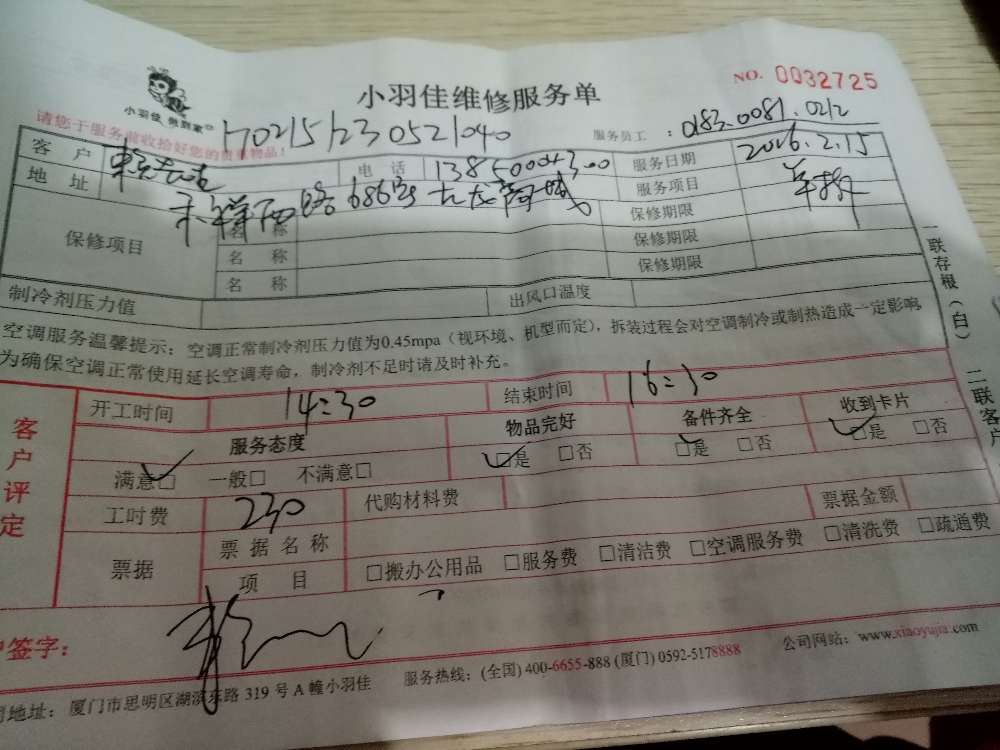 NO. 0032725
小羽佳维修服务单
小羽佳 快到家
请您于服务前收拾好您的贵重物品！
服务员工：0183.0081.0212
客户 电话 服务日期 2016.2.15
地址 禾祥西路686号 服务项目
保修项目 名称 保修期限
名称 保修期限
名称 保修期限
制冷剂压力值 出风口温度
空调服务温馨提示：空调正常制冷剂压力值为0.45mpa（视环境、机型而定），拆装过程会对空调制冷或制热造成一定影响
为确保空调正常使用延长空调寿命，制冷剂不足时请及时补充。
一联存根（白） 二联客户
客户评定
开工时间 14:30 结束时间 16:30
服务态度 物品完好 备件齐全 收到卡片
满意□ 一般□ 不满意□ □是 □否 □是 □否 □是 □否
工时费 230 代购材料费 票据金额
票据 票据名称
项目 □搬办公用品 □服务费 □清洁费 □空调服务费 □清洗费 □疏通费
签字：
地址：厦门市思明区湖滨东路 319 号 A 幢小羽佳 服务热线：(全国) 400-6655-888 (厦门) 0592-5178888 公司网站：www.xiaoyujia.com